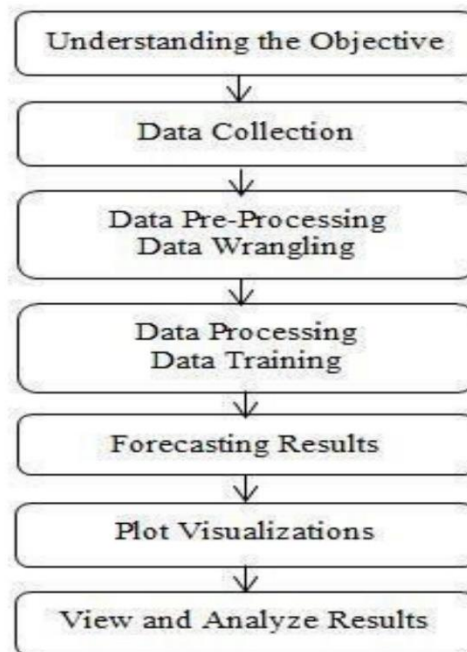 Understanding the Objective
Data Collection
Data Pre-Processing
Data Wrangling
Data Processing
Data Training
Forecasting Results
Plot Visualizations
View and Analyze Results